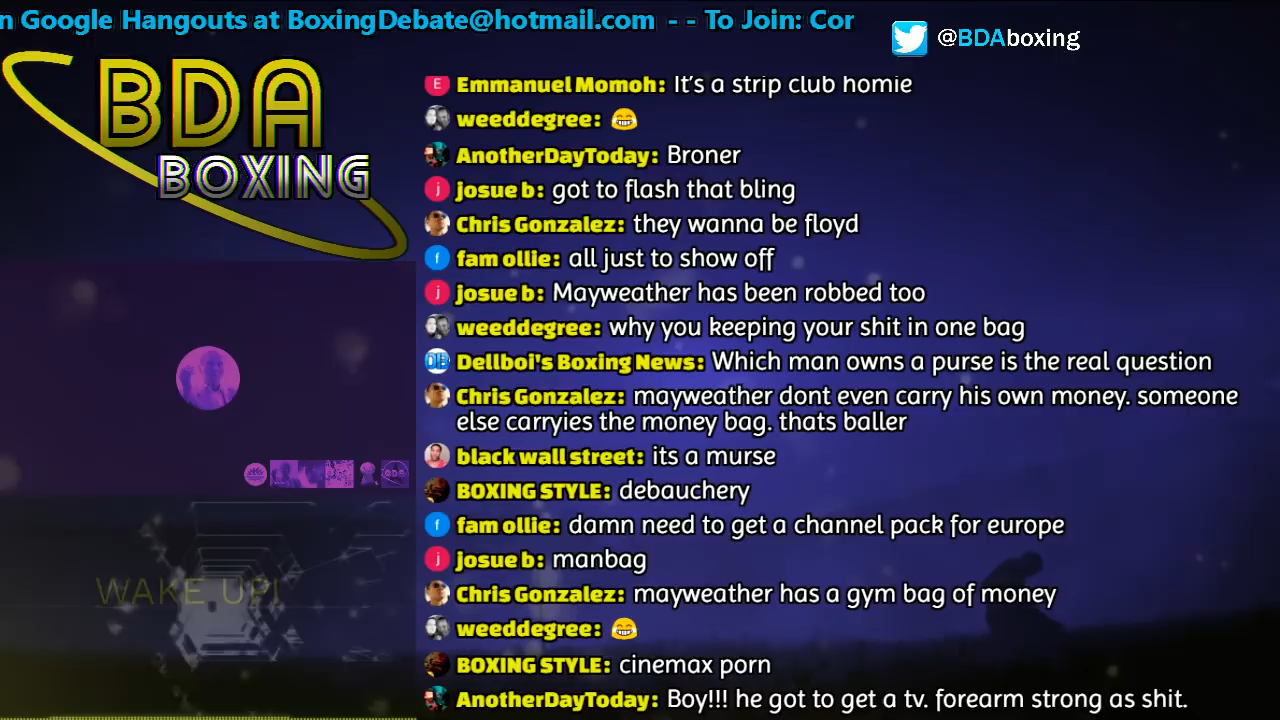 n Google Hangouts at BoxingDebate@hotmail.com - - To Join: Cor
@BDAboxing
BDA
BOXING
E Emmanuel Momoh: It's a strip club homie
weeddegree: 😁
AnotherDayToday: Broner
j josue b: got to flash that bling
Chris Gonzalez: they wanna be floyd
f fam ollie: all just to show off
j josue b: Mayweather has been robbed too
weeddegree: why you keeping your shit in one bag
DB Dellboi's Boxing News: Which man owns a purse is the real question
Chris Gonzalez: mayweather dont even carry his own money. someone
else carryies the money bag. thats baller
black wall street: its a murse
BOXING STYLE: debauchery
f fam ollie: damn need to get a channel pack for europe
j josue b: manbag
Chris Gonzalez: mayweather has a gym bag of money
weeddegree: 😁
BOXING STYLE: cinemax porn
AnotherDayToday: Boy!!! he got to get a tv. forearm strong as shit.
WAKE UP!